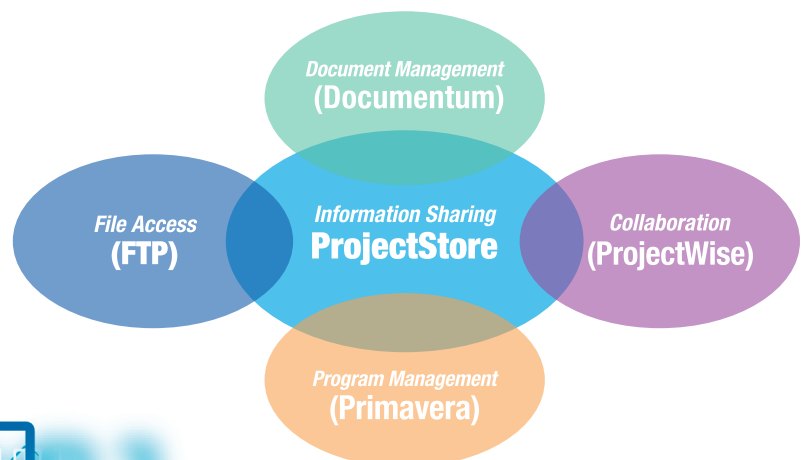 Document Management
(Documentum)
File Access
(FTP)
Information Sharing
ProjectStore
Collaboration
(ProjectWise)
Program Management
(Primavera)